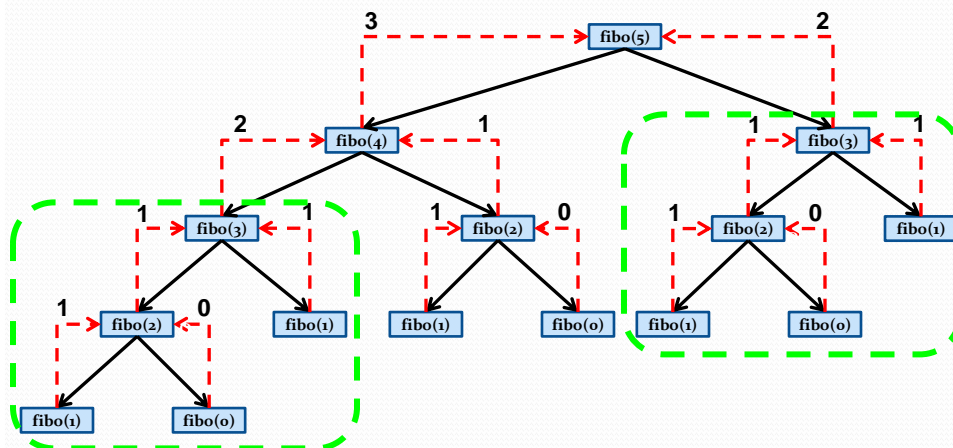 3
2
fibo(5)
2
1
1
1
fibo(4)
fibo(3)
1
1
1
0
1
0
fibo(3)
fibo(2)
fibo(2)
fibo(1)
1
0
fibo(2)
fibo(1)
fibo(1)
fibo(0)
fibo(1)
fibo(0)
fibo(1)
fibo(0)